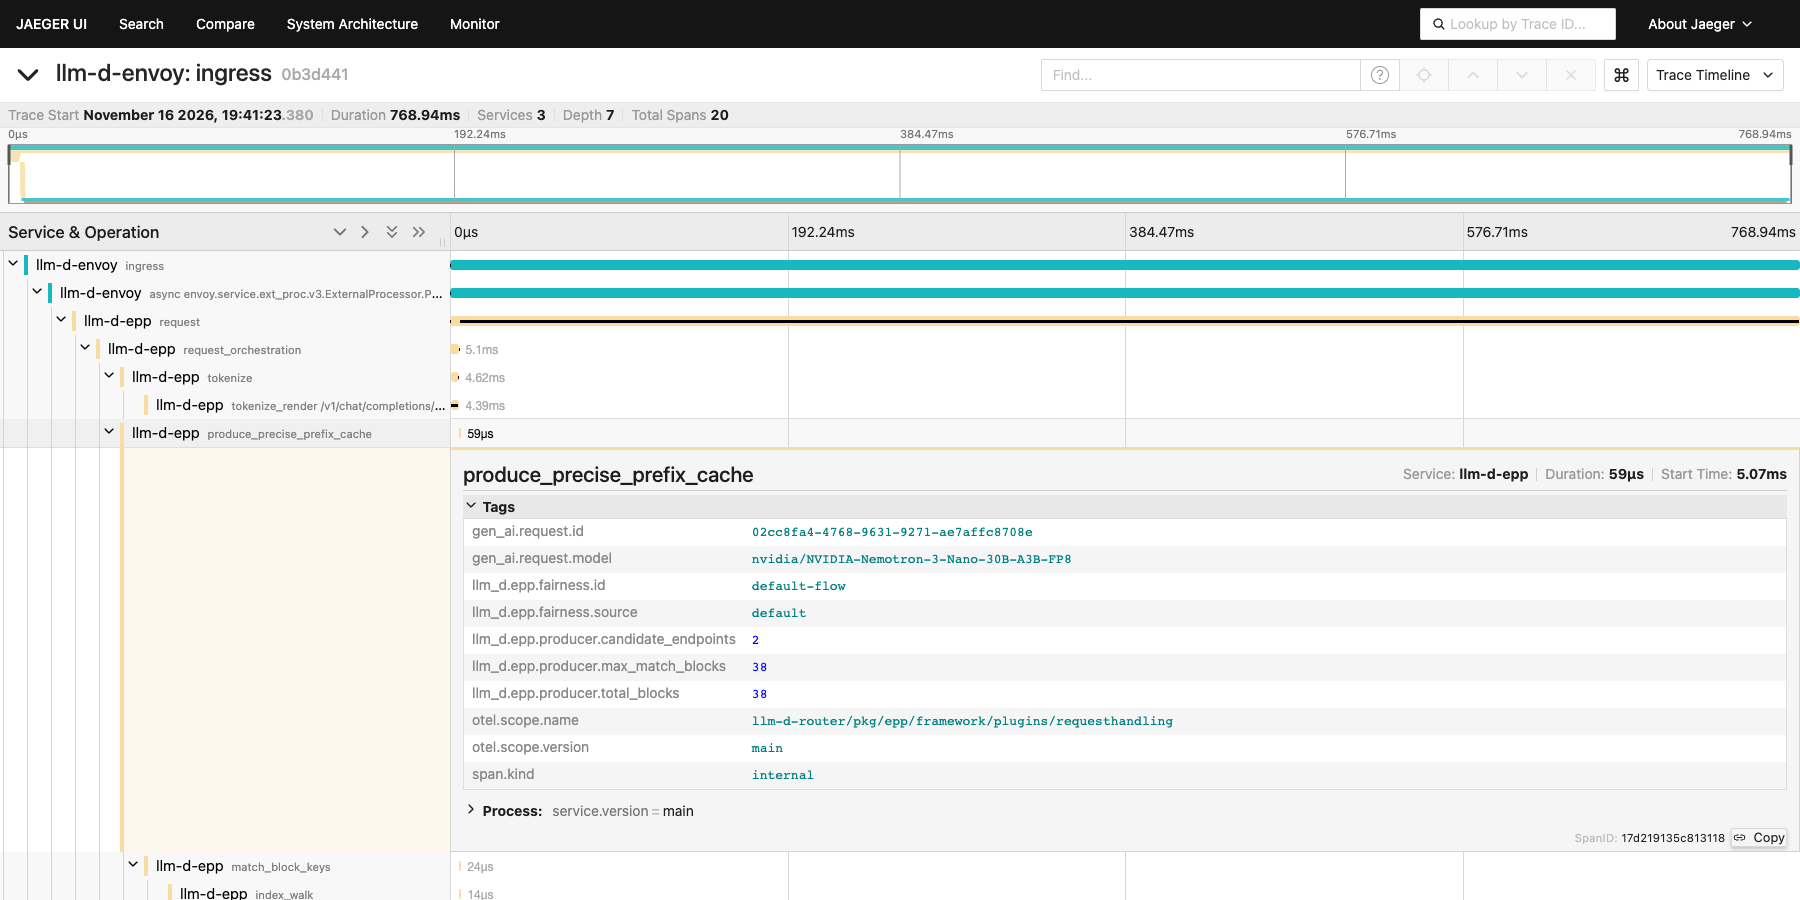 JAEGER UI Search Compare System Architecture Monitor Lookup by Trace ID... About Jaeger
llm-d-envoy: ingress 0b3d441 Find... Trace Timeline
Trace Start November 16 2026, 19:41:23.380 Duration 768.94ms Services 3 Depth 7 Total Spans 20
0μs 192.24ms 384.47ms 576.71ms 768.94ms
Service & Operation 0μs 192.24ms 384.47ms 576.71ms 768.94ms
llm-d-envoy ingress
llm-d-envoy async envoy.service.ext_proc.v3.ExternalProcessor.P...
llm-d-epp request
llm-d-epp request_orchestration 5.1ms
llm-d-epp tokenize 4.62ms
llm-d-epp tokenize_render /v1/chat/completions/... 4.39ms
llm-d-epp produce_precise_prefix_cache 59μs
produce_precise_prefix_cache Service: llm-d-epp Duration: 59μs Start Time: 5.07ms
Tags
gen_ai.request.id 02cc8fa4-4768-9631-9271-ae7affc8708e
gen_ai.request.model nvidia/NVIDIA-Nemotron-3-Nano-30B-A3B-FP8
llm_d.epp.fairness.id default-flow
llm_d.epp.fairness.source default
llm_d.epp.producer.candidate_endpoints 2
llm_d.epp.producer.max_match_blocks 38
llm_d.epp.producer.total_blocks 38
otel.scope.name llm-d-router/pkg/epp/framework/plugins/requesthandling
otel.scope.version main
span.kind internal
Process: service.version = main
SpanID: 17d219135c813118 Copy
llm-d-epp match_block_keys 24μs
llm-d-epp index_walk 14μs